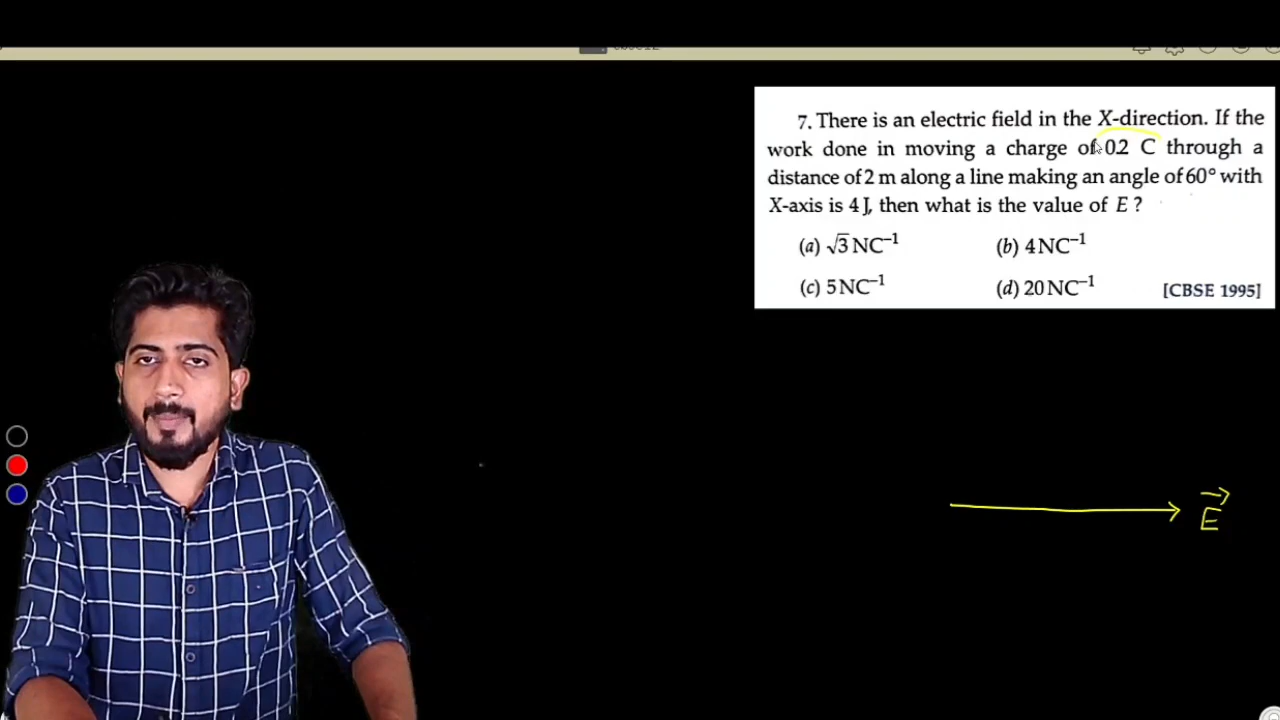 7. There is an electric field in the X-direction. If the
work done in moving a charge of 0.2 C through a
distance of 2 m along a line making an angle of 60° with
X-axis is 4 J, then what is the value of E ?
(a) √3 NC⁻¹ (b) 4 NC⁻¹
(c) 5 NC⁻¹ (d) 20 NC⁻¹ [CBSE 1995]
E⃗